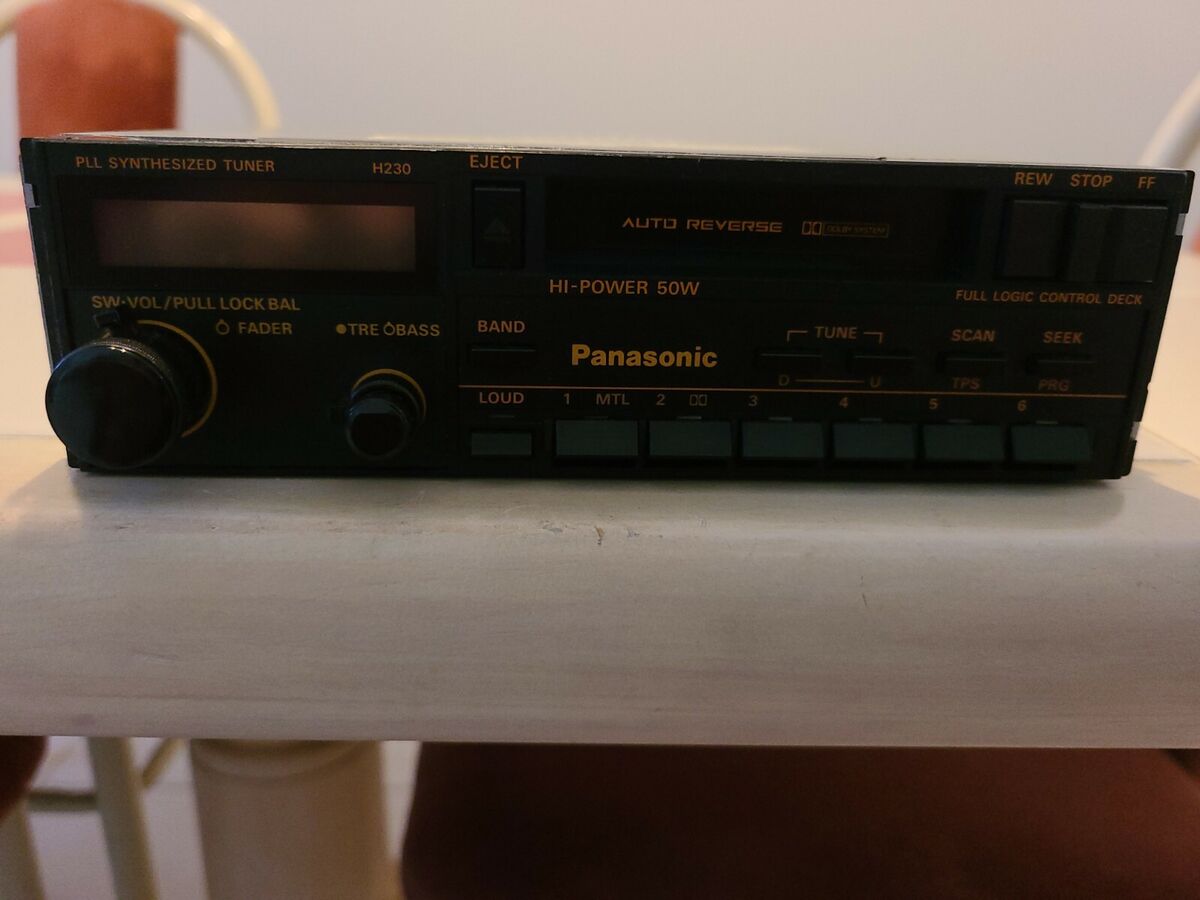 PLL SYNTHESIZED TUNER H230
EJECT
REW STOP FF
AUTO REVERSE DOLBY SYSTEM
HI-POWER 50W
FULL LOGIC CONTROL DECK
SW·VOL/PULL LOCK BAL
FADER
TRE BASS
BAND
Panasonic
TUNE
D U
SCAN
TPS
SEEK
PRG
LOUD 1 MTL 2 3 4 5 6